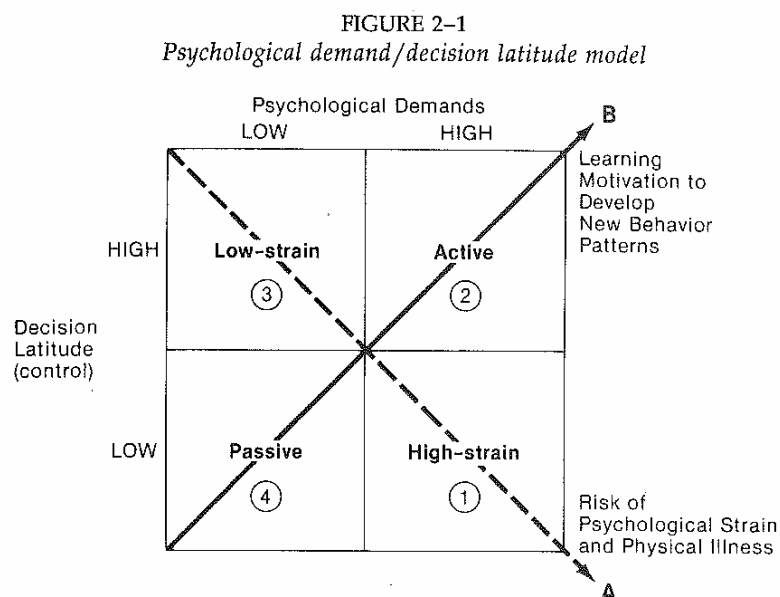 FIGURE 2–1
Psychological demand/decision latitude model
Psychological Demands
LOW
HIGH
B
Learning
Motivation to
Develop
New Behavior
Patterns
HIGH
Low-strain
Active
3
2
Decision
Latitude
(control)
LOW
Passive
High-strain
4
1
Risk of
Psychological Strain
and Physical Illness
A